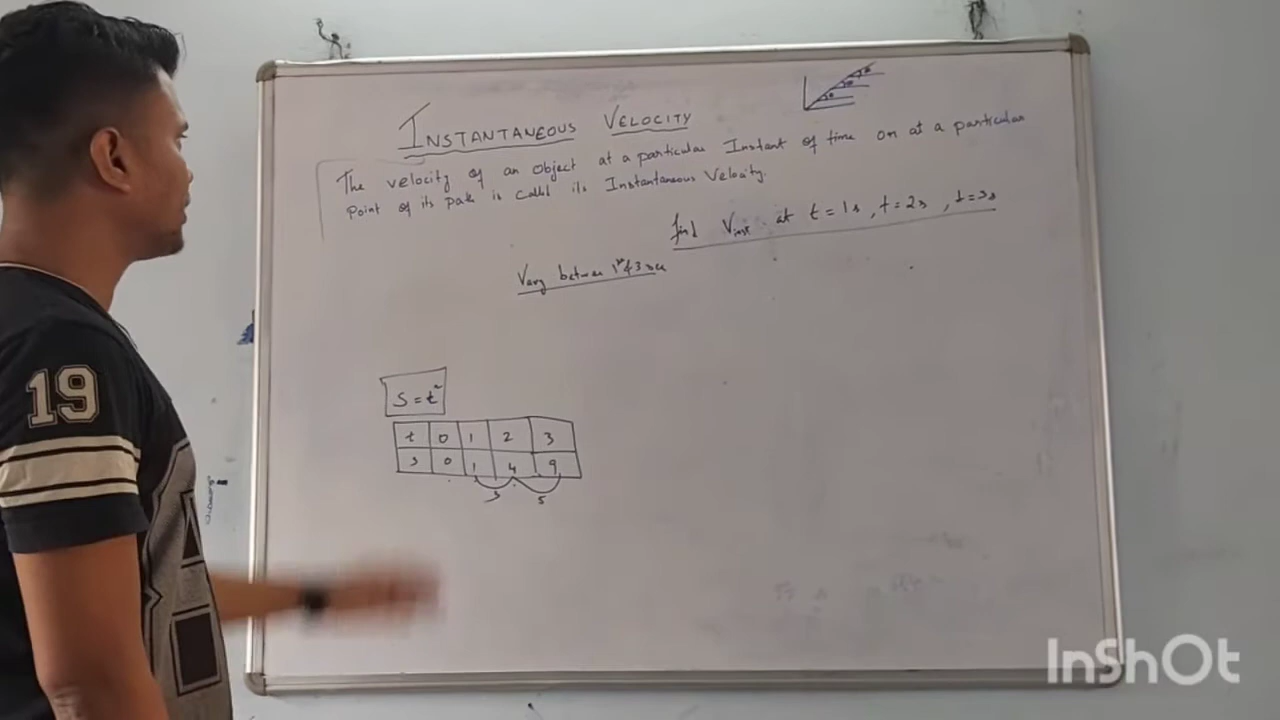 INSTANTANEOUS VELOCITY
The velocity of an object at a particular Instant of time or at a particular
Point of its path is called its Instantaneous Velocity.
find Vinst at t = 1s, t = 2s, t = 3s
Vavg between 1st & 3 sec
S = t²
t 0 1 2 3
s 0 1 4 9
3 5
19
InShOt